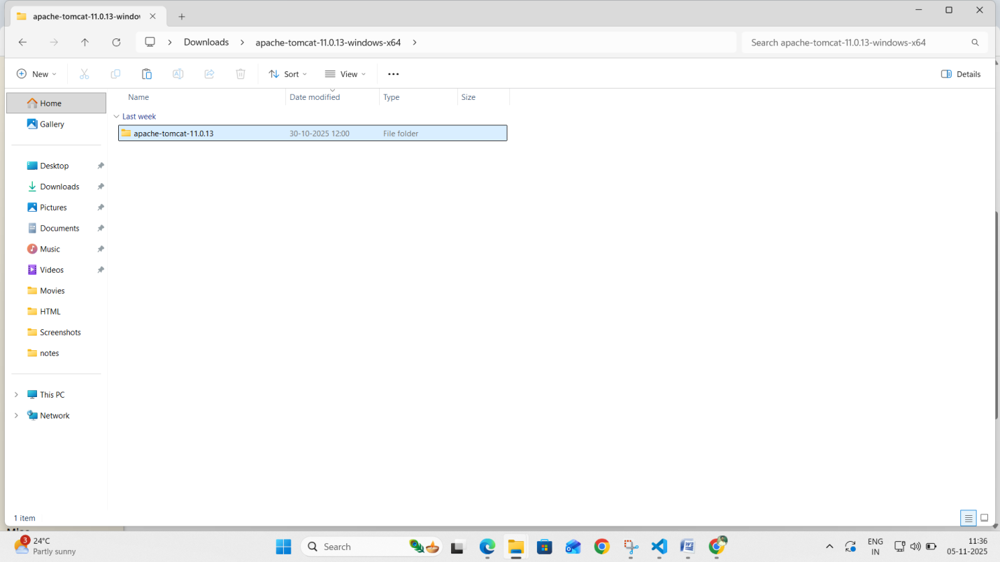 apache-tomcat-11.0.13-windov
Downloads
apache-tomcat-11.0.13-windows-x64
Search apache-tomcat-11.0.13-windows-x64
New
Sort
View
Details
Name
Date modified
Type
Size
Home
Last week
Gallery
apache-tomcat-11.0.13
30-10-2025 12:00
File folder
Desktop
Downloads
Pictures
Documents
Music
Videos
Movies
HTML
Screenshots
notes
This PC
Network
1 item
3
24°C
Partly sunny
Search
ENG
IN
11:36
05-11-2025